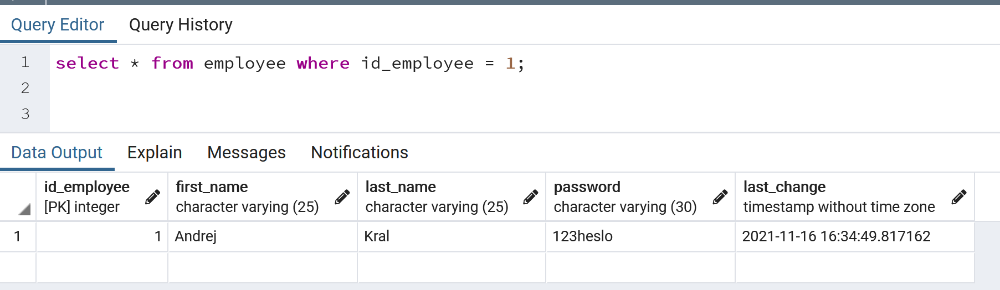 Query Editor Query History
1 select * from employee where id_employee = 1;
2
3
Data Output Explain Messages Notifications
id_employee first_name last_name password last_change
[PK] integer character varying (25) character varying (25) character varying (30) timestamp without time zone
1 1 Andrej Kral 123heslo 2021-11-16 16:34:49.817162